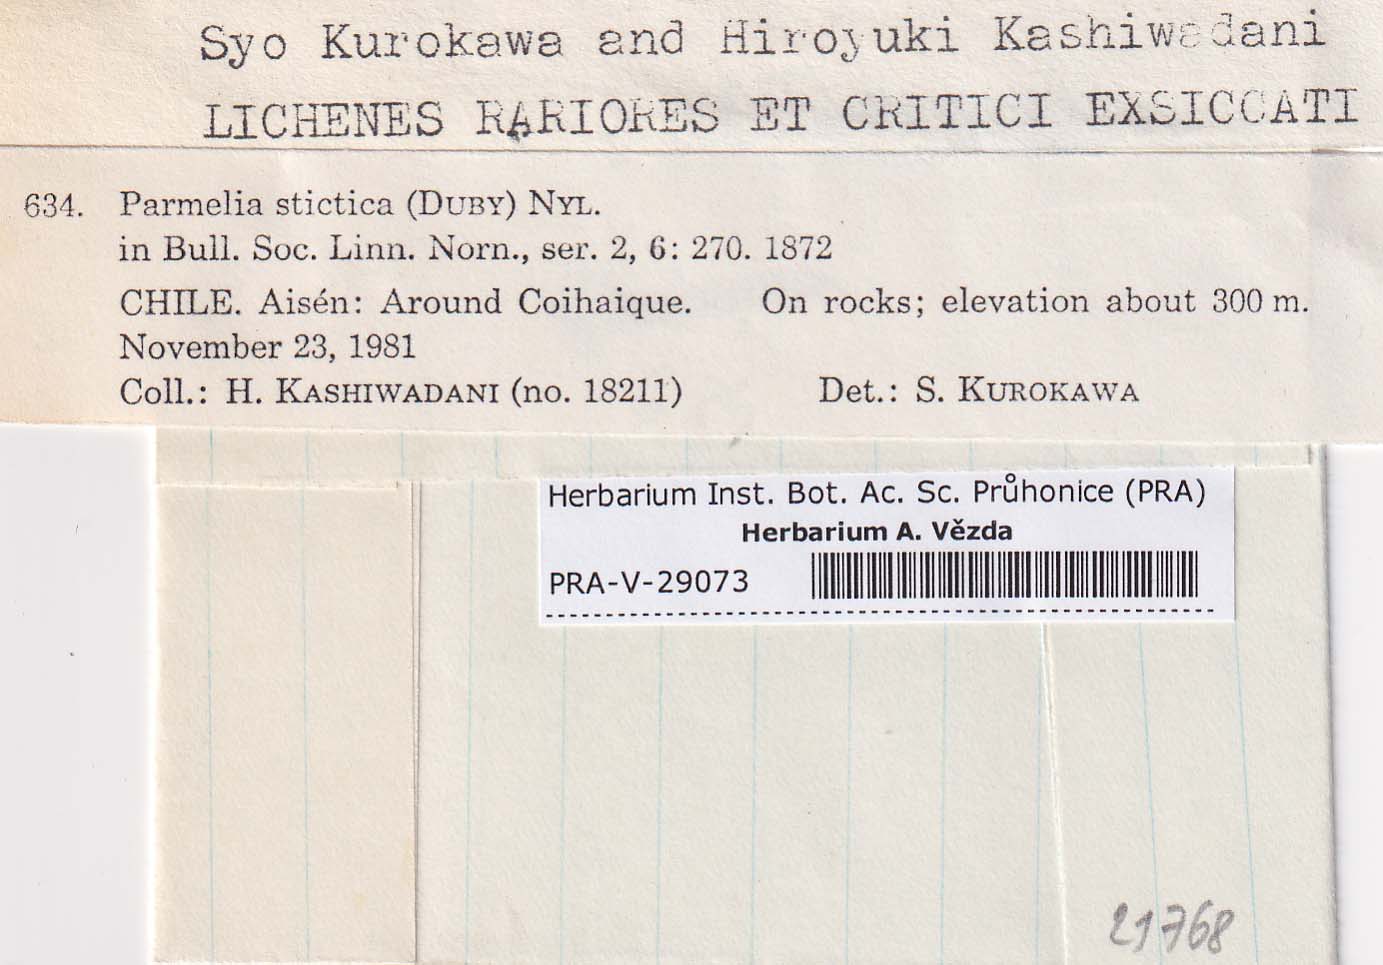 Syo Kurokawa and Hiroyuki Kashiwadani
LICHENES RARIORES ET CRITICI EXSICCATI
634. Parmelia stictica (DUBY) NYL.
in Bull. Soc. Linn. Norn., ser. 2, 6: 270. 1872
CHILE. Aisén: Around Coihaique. On rocks; elevation about 300 m.
November 23, 1981
Coll.: H. KASHIWADANI (no. 18211) Det.: S. KUROKAWA
Herbarium Inst. Bot. Ac. Sc. Průhonice (PRA)
Herbarium A. Vězda
PRA-V-29073
21768